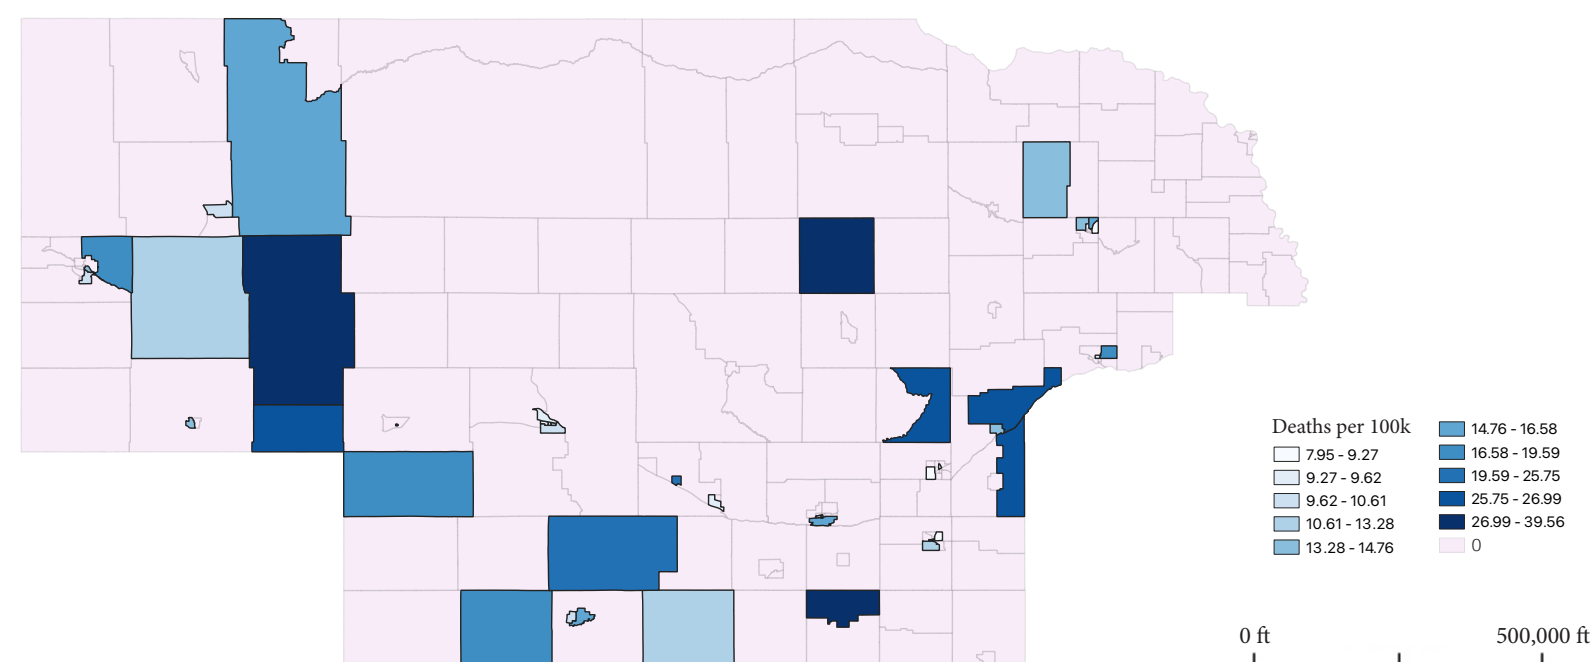 Deaths per 100k
7.95 - 9.27
9.27 - 9.62
9.62 - 10.61
10.61 - 13.28
13.28 - 14.76
14.76 - 16.58
16.58 - 19.59
19.59 - 25.75
25.75 - 26.99
26.99 - 39.56
0
0 ft
500,000 ft